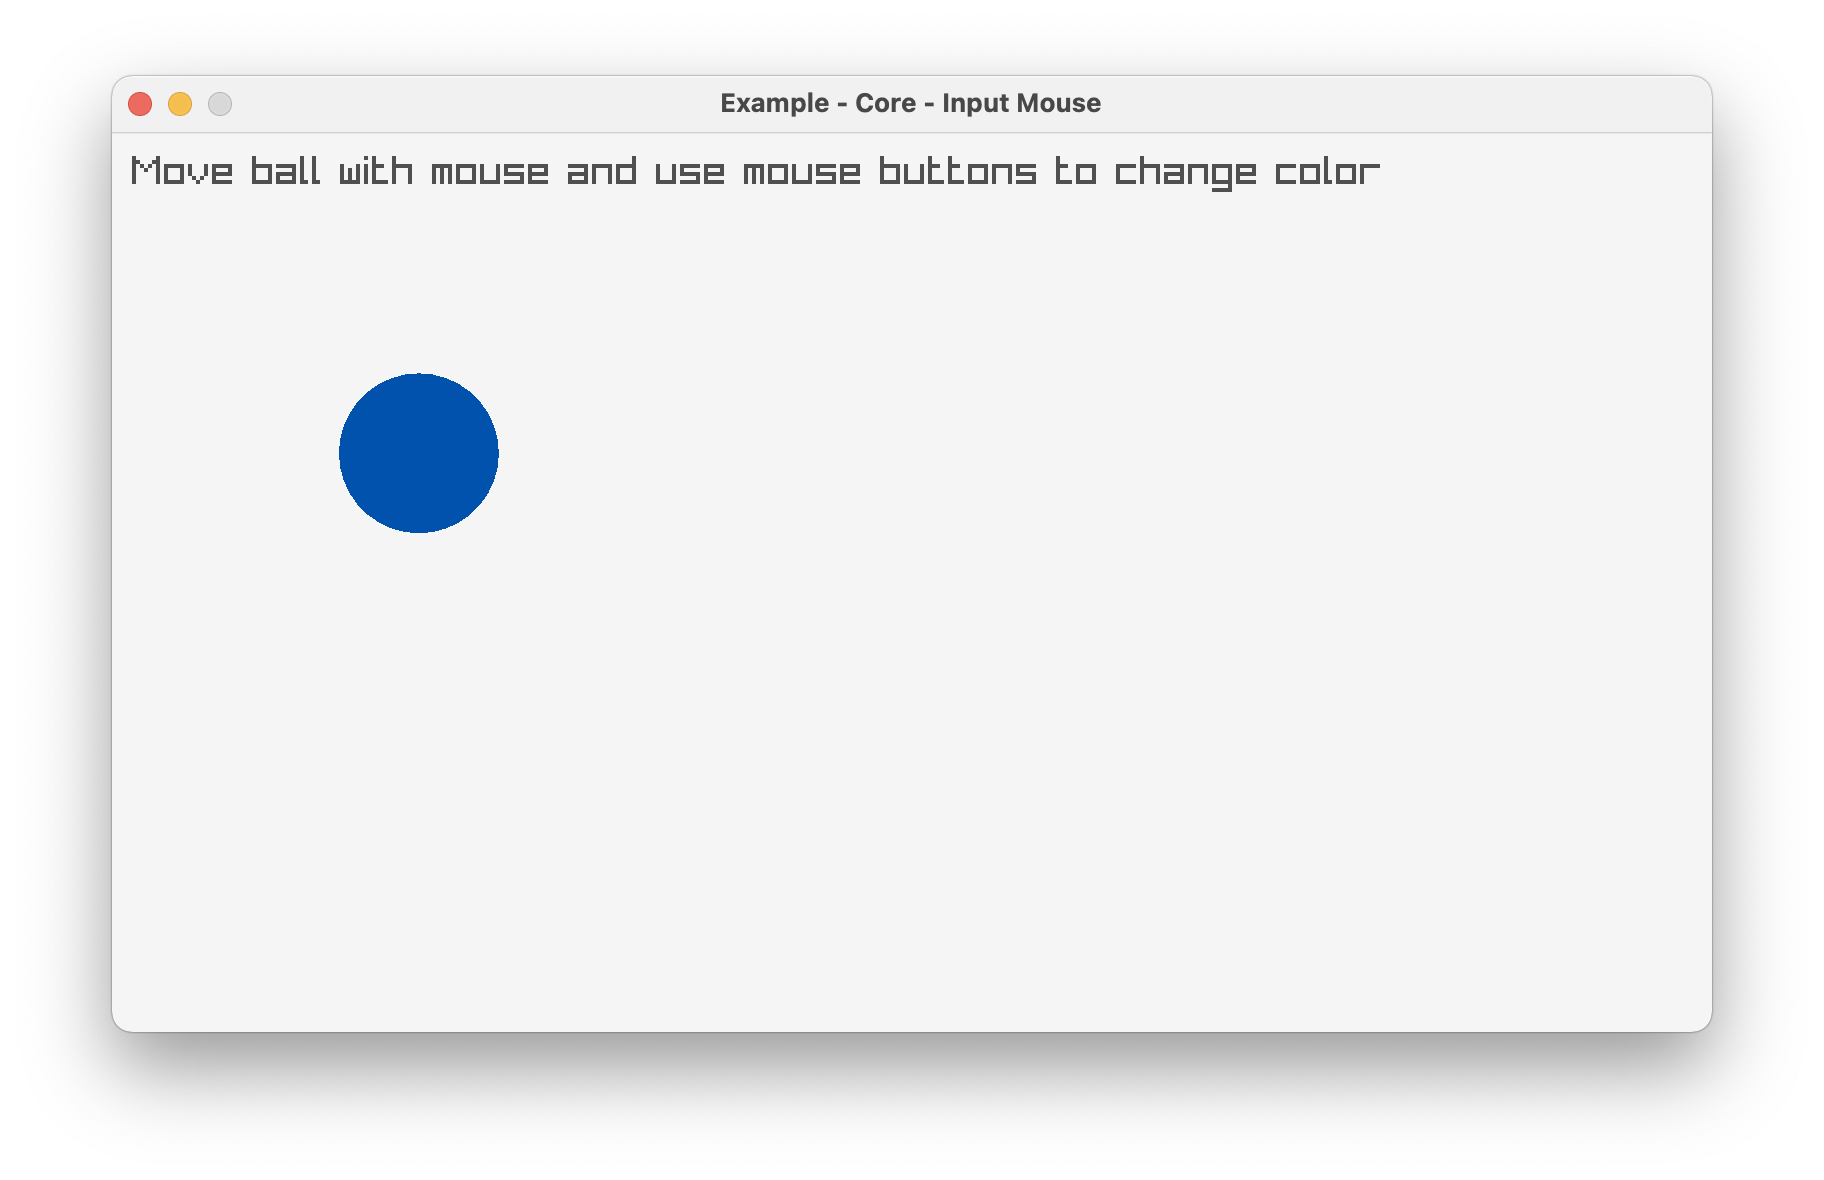 Example - Core - Input Mouse
Move ball with mouse and use mouse buttons to change color